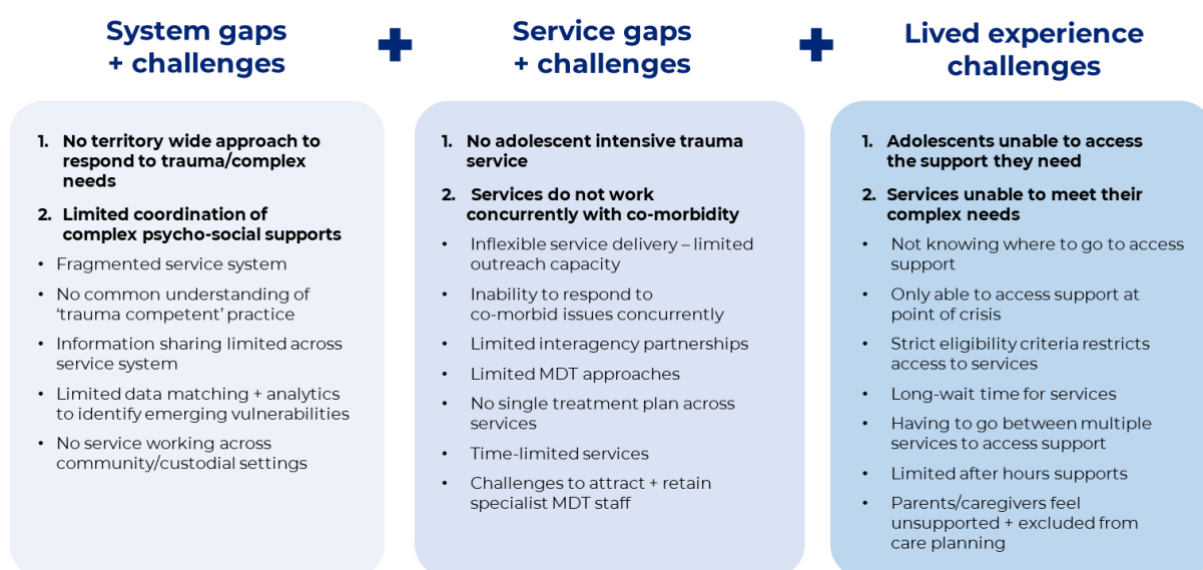 System gaps
+ challenges
+
Service gaps
+ challenges
+
Lived experience
challenges
1. No territory wide approach to
respond to trauma/complex
needs
2. Limited coordination of
complex psycho-social supports
• Fragmented service system
• No common understanding of
‘trauma competent’ practice
• Information sharing limited across
service system
• Limited data matching + analytics
to identify emerging vulnerabilities
• No service working across
community/custodial settings
1. No adolescent intensive trauma
service
2. Services do not work
concurrently with co-morbidity
• Inflexible service delivery – limited
outreach capacity
• Inability to respond to
co-morbid issues concurrently
• Limited interagency partnerships
• Limited MDT approaches
• No single treatment plan across
services
• Time-limited services
• Challenges to attract + retain
specialist MDT staff
1. Adolescents unable to access
the support they need
2. Services unable to meet their
complex needs
• Not knowing where to go to access
support
• Only able to access support at
point of crisis
• Strict eligibility criteria restricts
access to services
• Long-wait time for services
• Having to go between multiple
services to access support
• Limited after hours supports
• Parents/caregivers feel
unsupported + excluded from
care planning